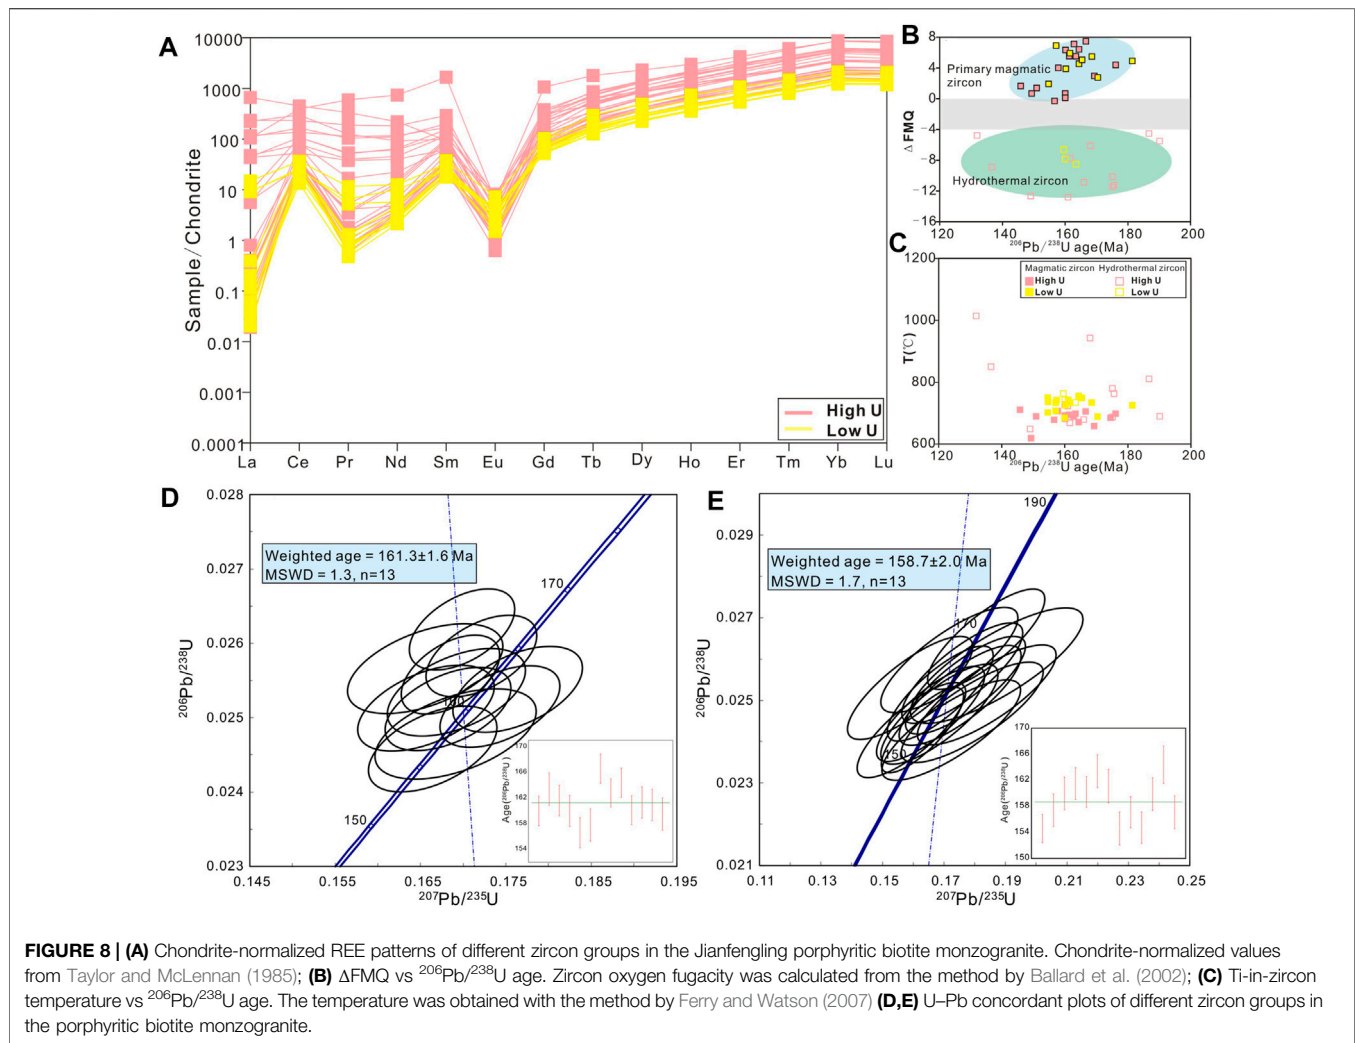 A
Sample/Chondrite
10000
1000
100
10
1
0.1
0.01
0.001
0.0001
La Ce Pr Nd Sm Eu Gd Tb Dy Ho Er Tm Yb Lu
High U
Low U
B
ΔFMQ
8
4
0
−4
−8
−12
−16
Primary magmatic
zircon
Hydrothermal zircon
120 140 160 180 200
206Pb/238U age(Ma)
C
T(℃)
1200
1000
800
600
Magmatic zircon Hydrothermal zircon
High U High U
Low U Low U
120 140 160 180 200
206Pb/238U age(Ma)
D
206Pb/238U
0.028
0.027
0.026
0.025
0.024
0.023
Weighted age = 161.3±1.6 Ma
MSWD = 1.3, n=13
170
150
Age(206Pb/238U)
170
166
162
159
154
0.145 0.155 0.165 0.175 0.185 0.195
207Pb/235U
E
206Pb/238U
0.029
0.027
0.025
0.023
0.021
190
Weighted age = 158.7±2.0 Ma
MSWD = 1.7, n=13
170
150
Age(206Pb/238U)
170
166
162
158
154
150
0.11 0.13 0.15 0.17 0.19 0.21 0.23 0.25
207Pb/235U
FIGURE 8 | (A) Chondrite-normalized REE patterns of different zircon groups in the Jianfengling porphyritic biotite monzogranite. Chondrite-normalized values
from Taylor and McLennan (1985); (B) ΔFMQ vs 206Pb/238U age. Zircon oxygen fugacity was calculated from the method by Ballard et al. (2002); (C) Ti-in-zircon
temperature vs 206Pb/238U age. The temperature was obtained with the method by Ferry and Watson (2007) (D,E) U–Pb concordant plots of different zircon groups in
the porphyritic biotite monzogranite.